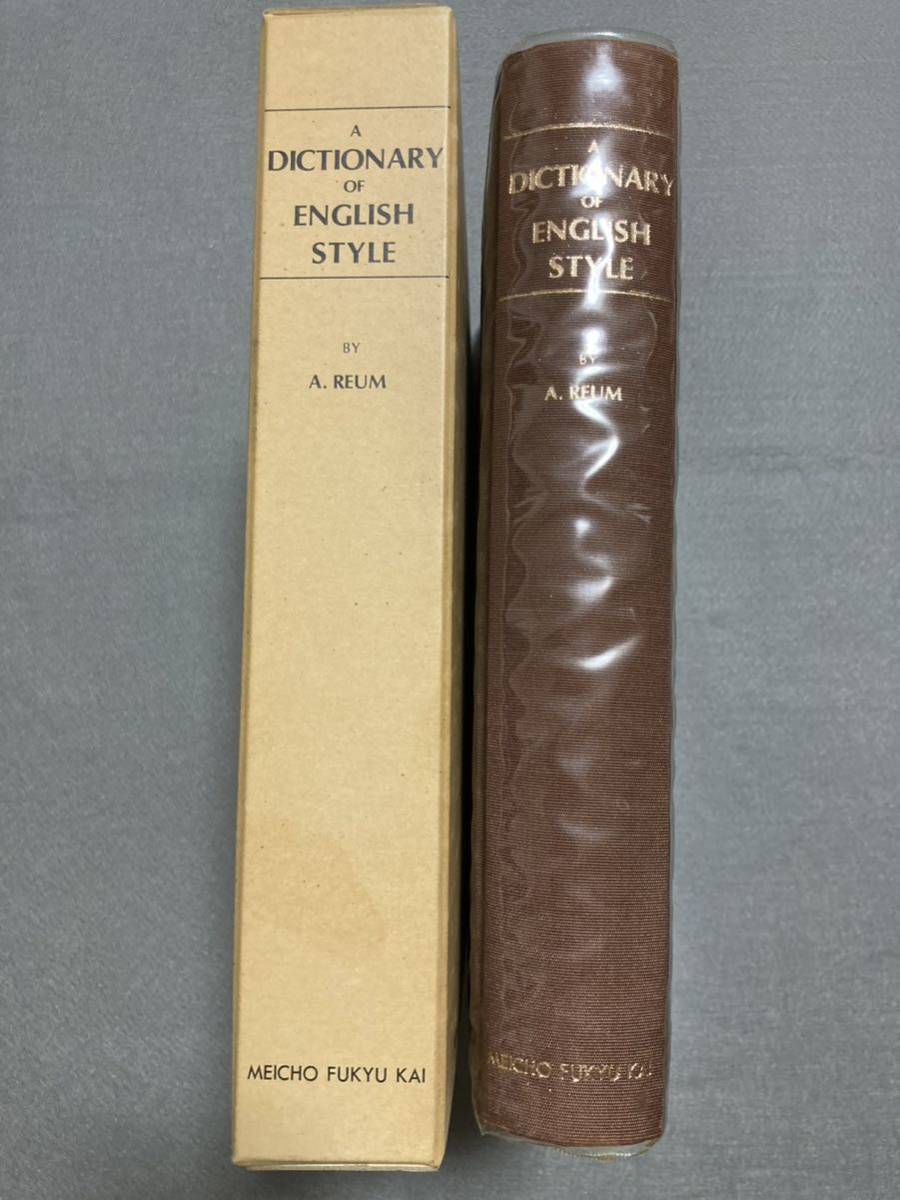 A
DICTIONARY
OF
ENGLISH
STYLE
BY
A. REUM
MEICHO FUKYU KAI
A
DICTIONARY
OF
ENGLISH
STYLE
BY
A. REUM
MEICHO FUKYU KAI